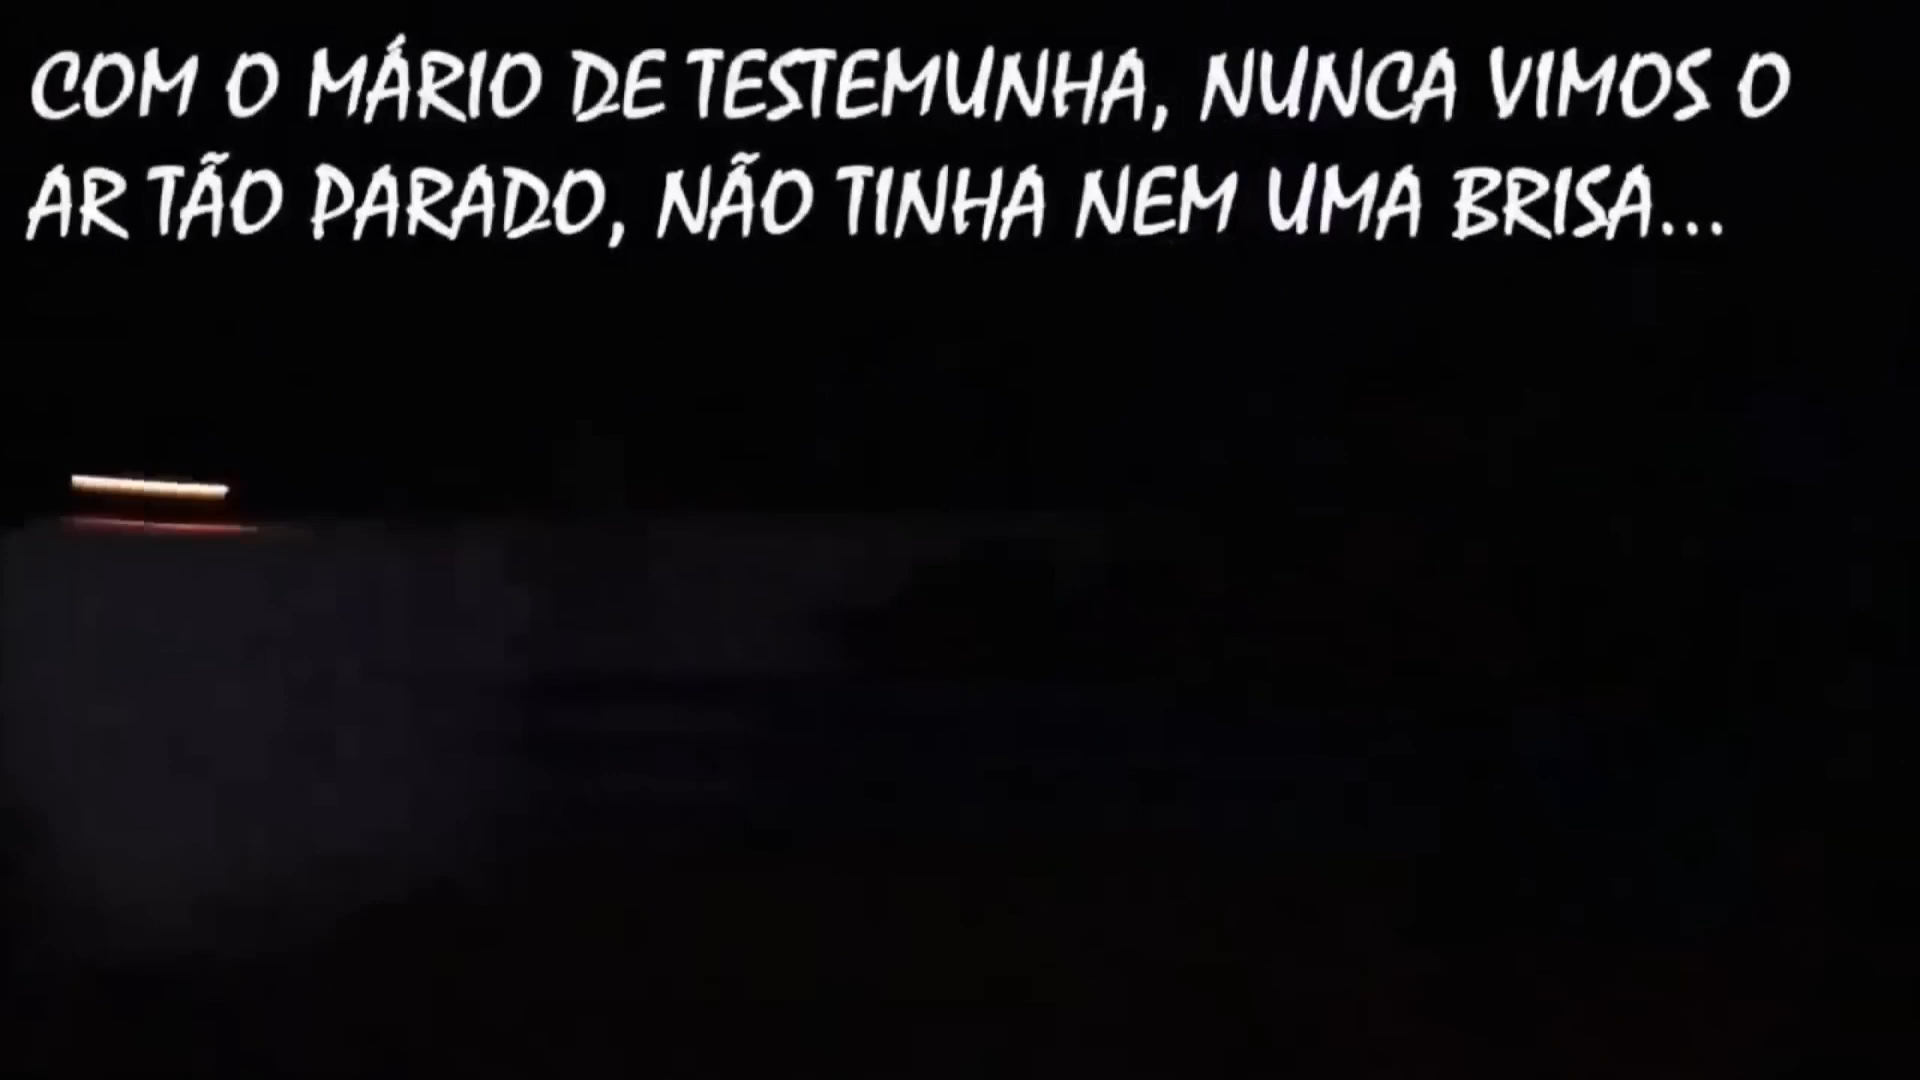 COM O MÁRIO DE TESTEMUNHA, NUNCA VIMOS O
AR TÃO PARADO, NÃO TINHA NEM UMA BRISA...